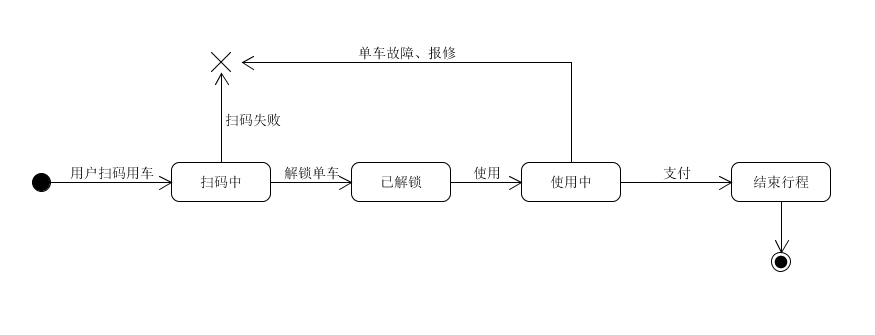 单车故障、报修
扫码失败
用户扫码用车
扫码中
解锁单车
已解锁
使用
使用中
支付
结束行程